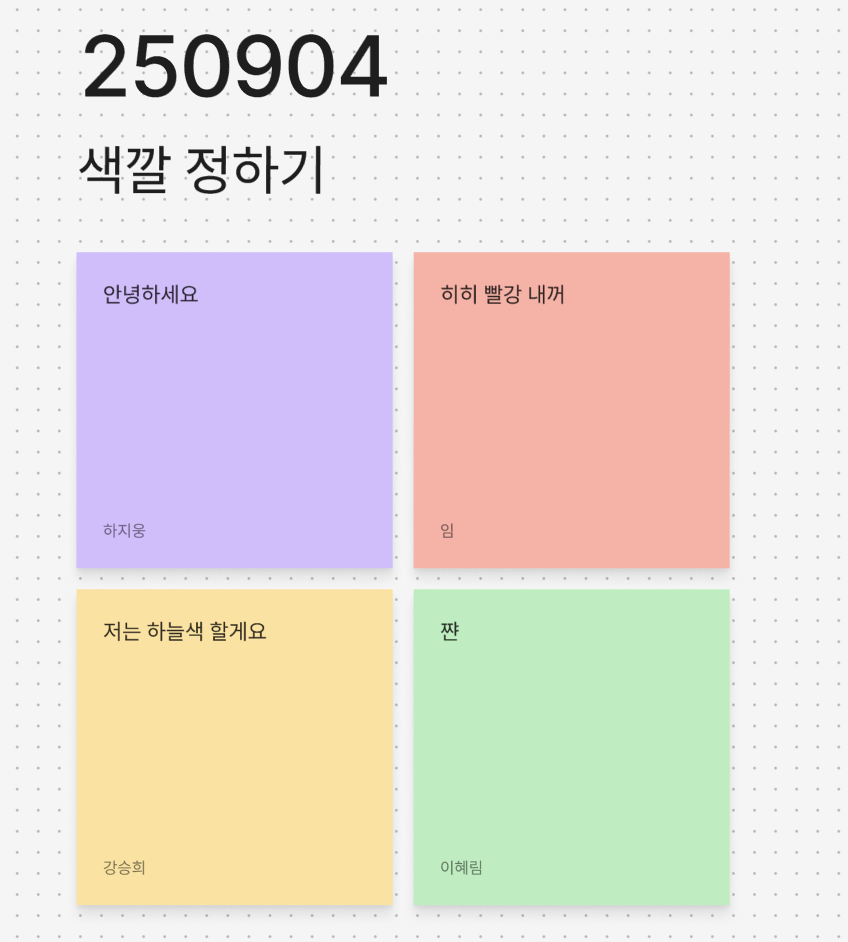 250904
색깔 정하기
안녕하세요
하지웅
히히 빨강 내꺼
임
저는 하늘색 할게요
강승희
쨘
이혜림